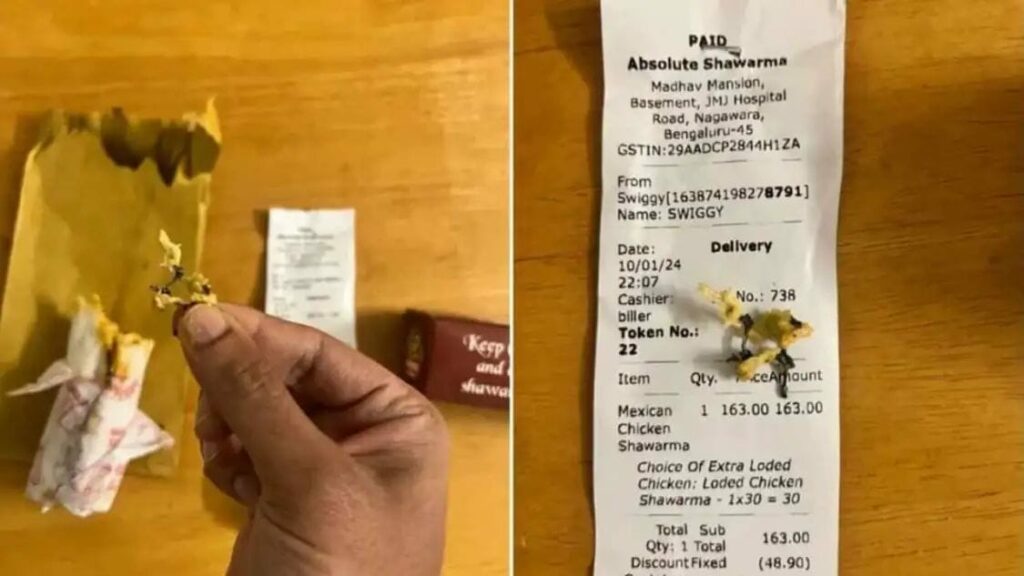 Keep
and
shawa
PAID
Absolute Shawarma
Madhav Mansion,
Basement, JMJ Hospital
Road, Nagawara,
Bengaluru-45
GSTIN:29AADCP2844H1ZA
From
Swiggy[163874198278791]
Name: SWIGGY
Date: Delivery
10/01/24
22:07
Cashier: No.: 738
biller
Token No.:
22
Item Qty. Amount
Mexican 1 163.00 163.00
Chicken
Shawarma
Choice Of Extra Loded
Chicken: Loded Chicken
Shawarma - 1x30 = 30
Total Sub 163.00
Qty: 1 Total
DiscountFixed (48.90)